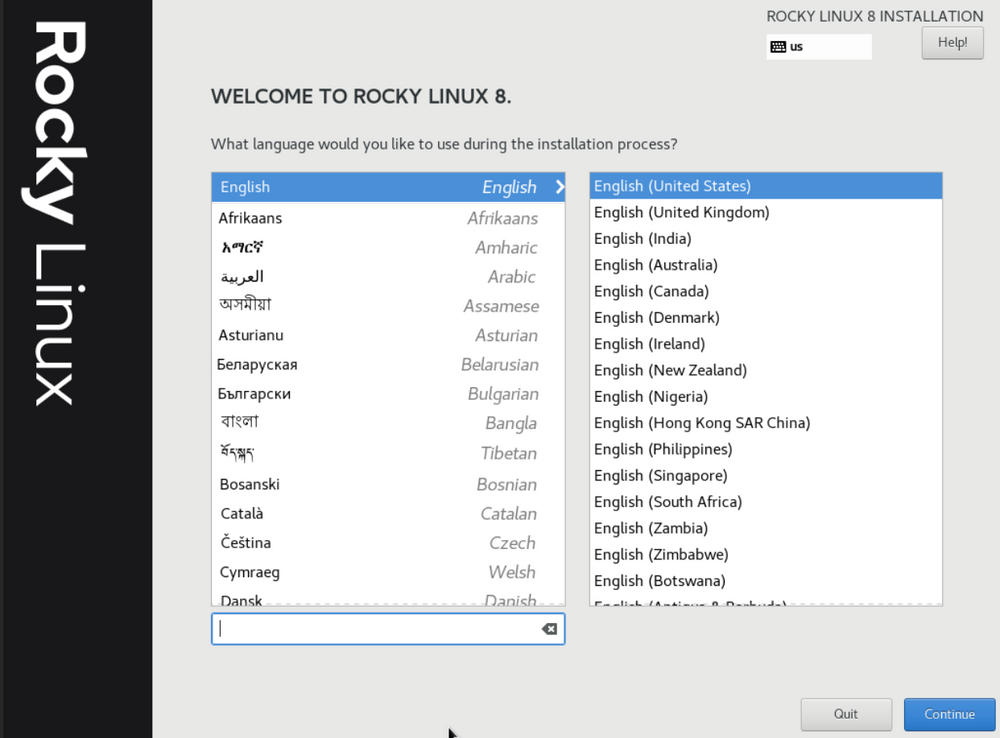 Rocky Linux
ROCKY LINUX 8 INSTALLATION
us
Help!
WELCOME TO ROCKY LINUX 8.
What language would you like to use during the installation process?
English English
Afrikaans Afrikaans
አማርኛ Amharic
العربية Arabic
অসমীয়া Assamese
Asturianu Asturian
Беларуская Belarusian
Български Bulgarian
বাংলা Bangla
བོད་སྐད་ Tibetan
Bosanski Bosnian
Català Catalan
Čeština Czech
Cymraeg Welsh
Dansk Danish
English (United States)
English (United Kingdom)
English (India)
English (Australia)
English (Canada)
English (Denmark)
English (Ireland)
English (New Zealand)
English (Nigeria)
English (Hong Kong SAR China)
English (Philippines)
English (Singapore)
English (South Africa)
English (Zambia)
English (Zimbabwe)
English (Botswana)
English (Antigua & Barbuda)
Quit
Continue